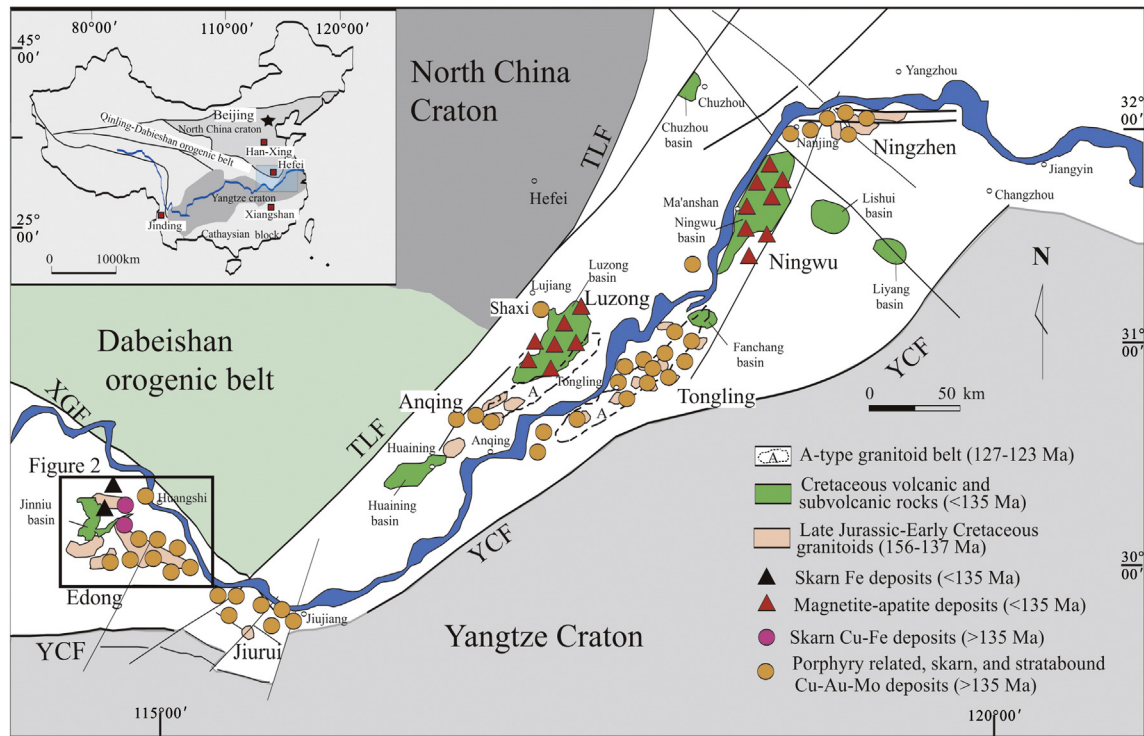 80°00′
110°00′
120°00′
45°
00′
25°
00′
Beijing
North China craton
Qinling-Dabieshan orogenic belt
Han-Xing
Hefei
Yangtze craton
Xiangshan
Jinding
Cathaysian block
0 1000km
North China
Craton
TLF
Hefei
Chuzhou
Chuzhou
basin
Yangzhou
32°
00′
Nanjing
Ningzhen
Jiangyin
Changzhou
Ma'anshan
Ningwu
basin
Lishui
basin
Ningwu
Liyang
basin
N
Luzong
basin
Lujiang
Luzong
Shaxi
Fanchang
basin
31°
00′
YCF
Dabeishan
orogenic belt
Tongling
A
A
Tongling
0 50 km
XGF
TLF
Anqing
Anqing
Huaining
Huaining
basin
YCF
A A-type granitoid belt (127-123 Ma)
Cretaceous volcanic and
subvolcanic rocks (<135 Ma)
Late Jurassic-Early Cretaceous
granitoids (156-137 Ma)
Skarn Fe deposits (<135 Ma)
Magnetite-apatite deposits (<135 Ma)
Skarn Cu-Fe deposits (>135 Ma)
Porphyry related, skarn, and stratabound
Cu-Au-Mo deposits (>135 Ma)
Figure 2
Huangshi
Jinniu
basin
Edong
30°
00′
Jiujiang
Jiurui
YCF
Yangtze Craton
115°00′
120°00′